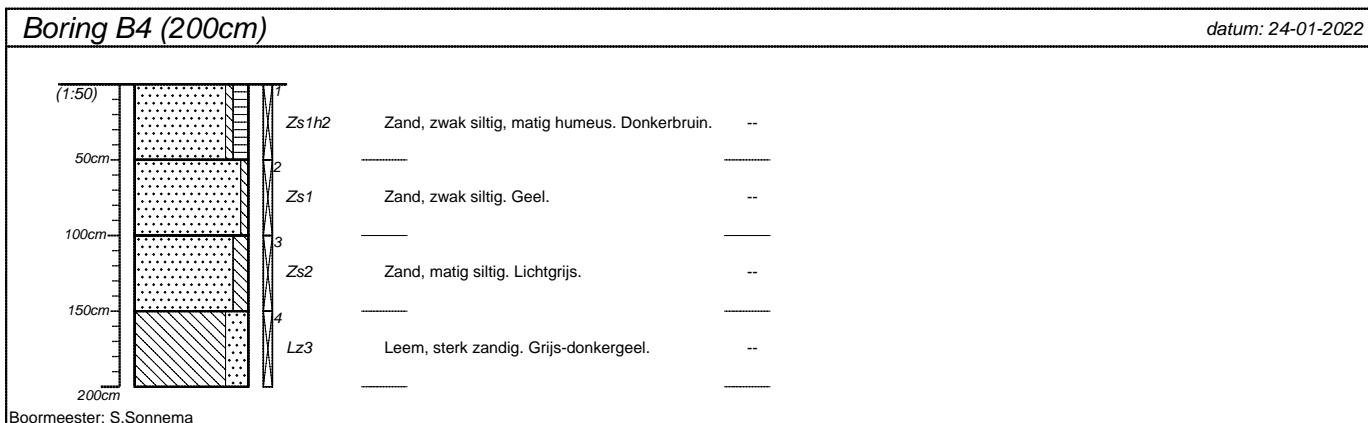 Boring B4 (200cm) datum: 24-01-2022
(1:50) 1
Zs1h2 Zand, zwak siltig, matig humeus. Donkerbruin. --
50cm
2
Zs1 Zand, zwak siltig. Geel. --
100cm
3
Zs2 Zand, matig siltig. Lichtgrijs. --
150cm
4
Lz3 Leem, sterk zandig. Grijs-donkergeel. --
200cm
Boormeester: S.Sonnema